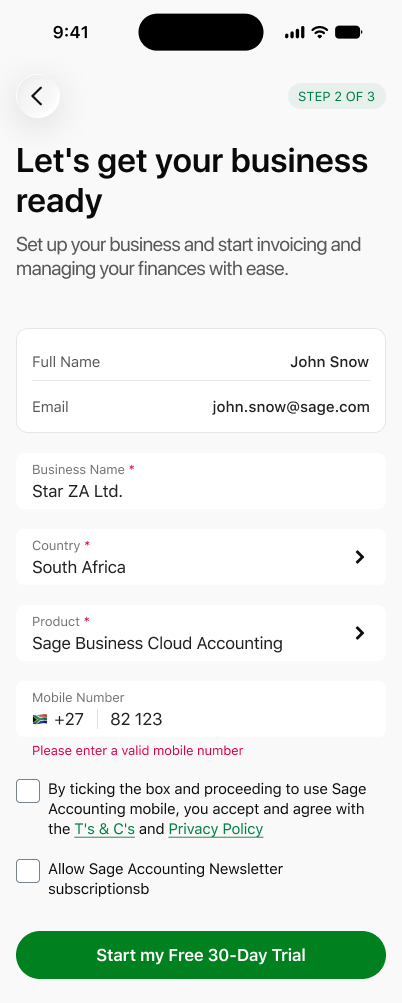 9:41
STEP 2 OF 3
Let's get your business
ready
Set up your business and start invoicing and
managing your finances with ease.
Full Name John Snow
Email john.snow@sage.com
Business Name *
Star ZA Ltd.
Country *
South Africa
Product *
Sage Business Cloud Accounting
Mobile Number
+27 82 123
Please enter a valid mobile number
By ticking the box and proceeding to use Sage
Accounting mobile, you accept and agree with
the T's & C's and Privacy Policy
Allow Sage Accounting Newsletter
subscriptionsb
Start my Free 30-Day Trial